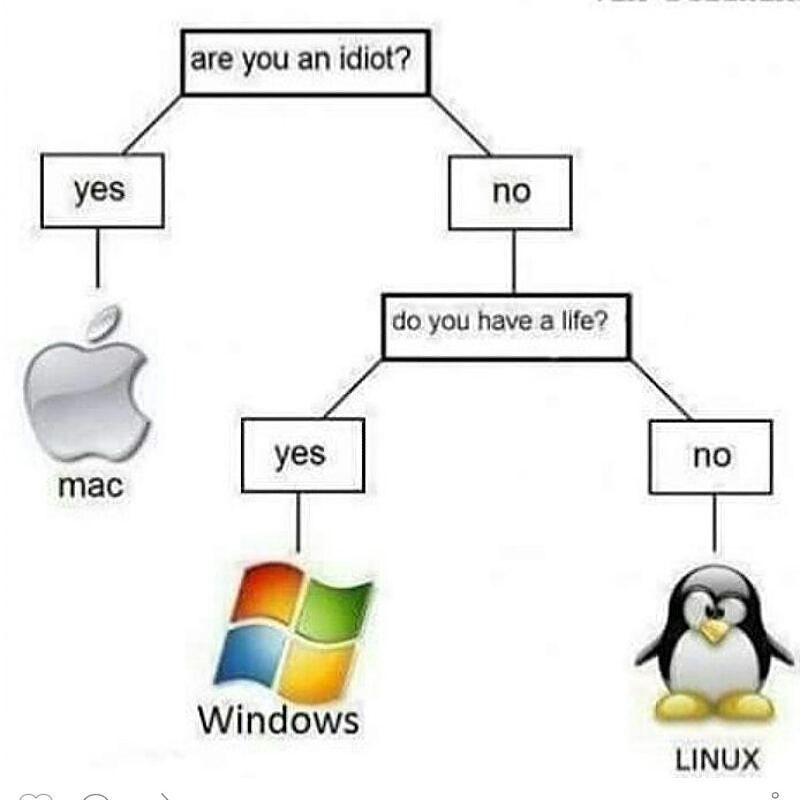 are you an idiot?
yes
no
do you have a life?
mac
yes
no
Windows
LINUX